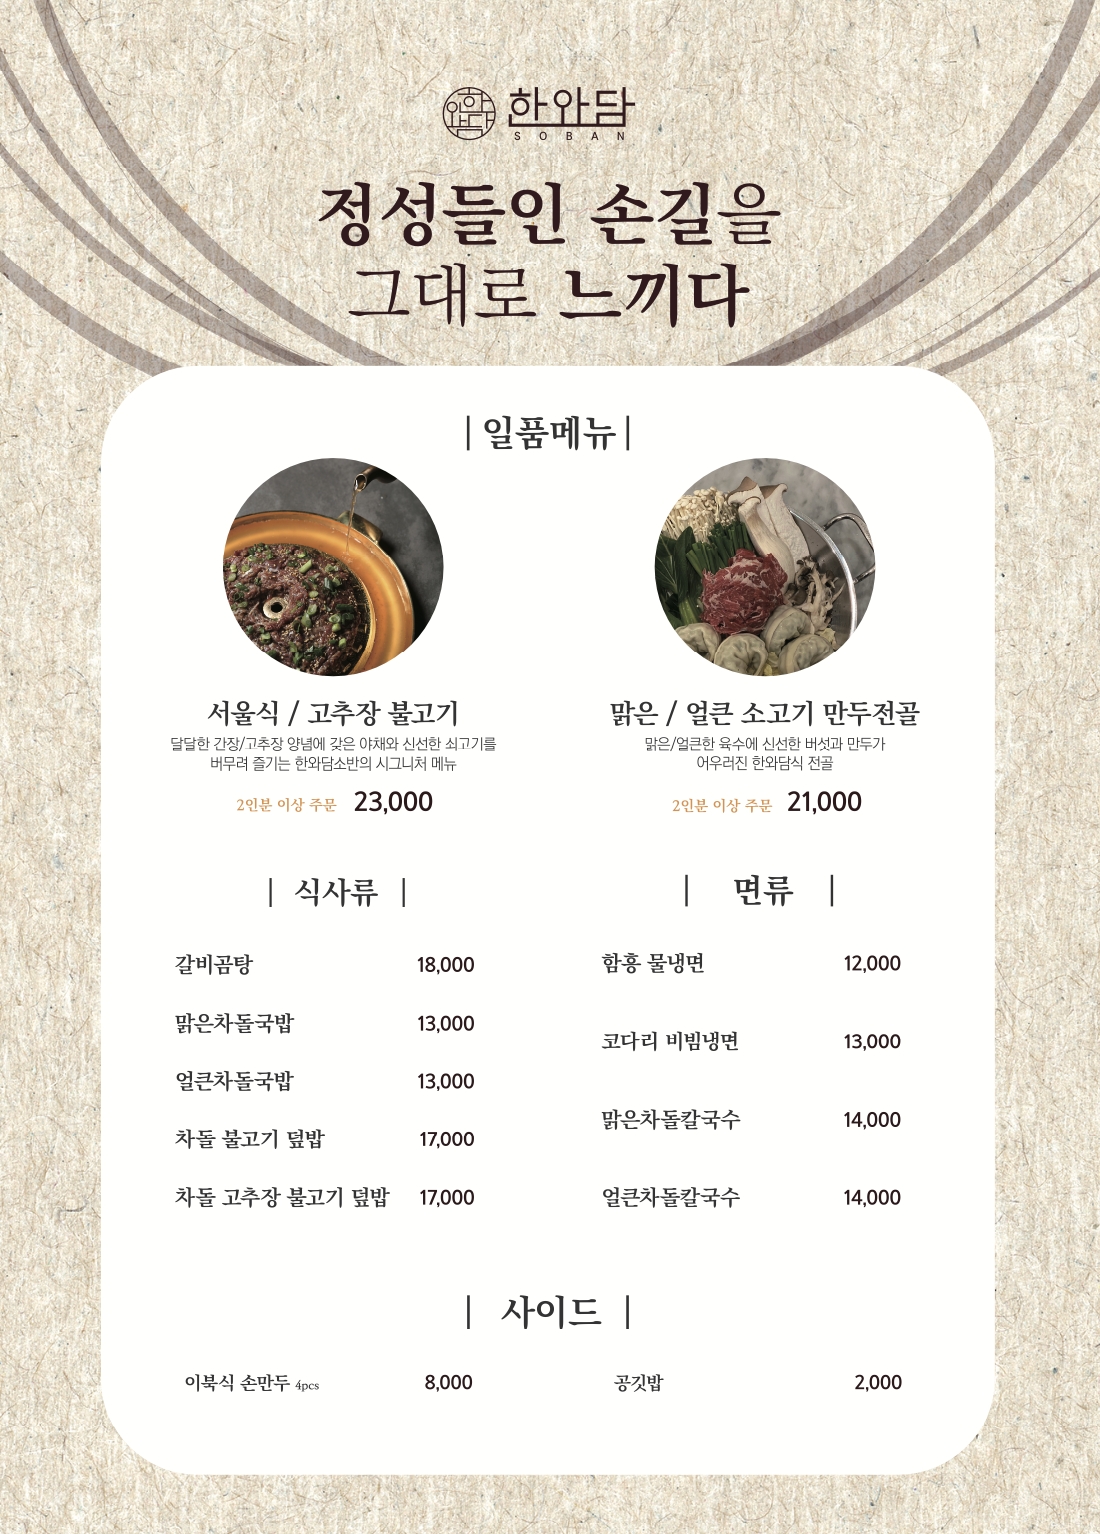 한와담
한와담
SOBAN
정성들인 손길을
그대로 느끼다
|일품메뉴|
서울식 / 고추장 불고기
달달한 간장/고추장 양념에 갖은 야채와 신선한 쇠고기를
버무려 즐기는 한와담소반의 시그니처 메뉴
2인분 이상 주문 23,000
맑은 / 얼큰 소고기 만두전골
맑은/얼큰한 육수에 신선한 버섯과 만두가
어우러진 한와담식 전골
2인분 이상 주문 21,000
| 식사류 |
갈비곰탕 18,000
맑은차돌국밥 13,000
얼큰차돌국밥 13,000
차돌 불고기 덮밥 17,000
차돌 고추장 불고기 덮밥 17,000
| 면류 |
함흥 물냉면 12,000
코다리 비빔냉면 13,000
맑은차돌칼국수 14,000
얼큰차돌칼국수 14,000
| 사이드 |
이북식 손만두 4pcs 8,000
공깃밥 2,000